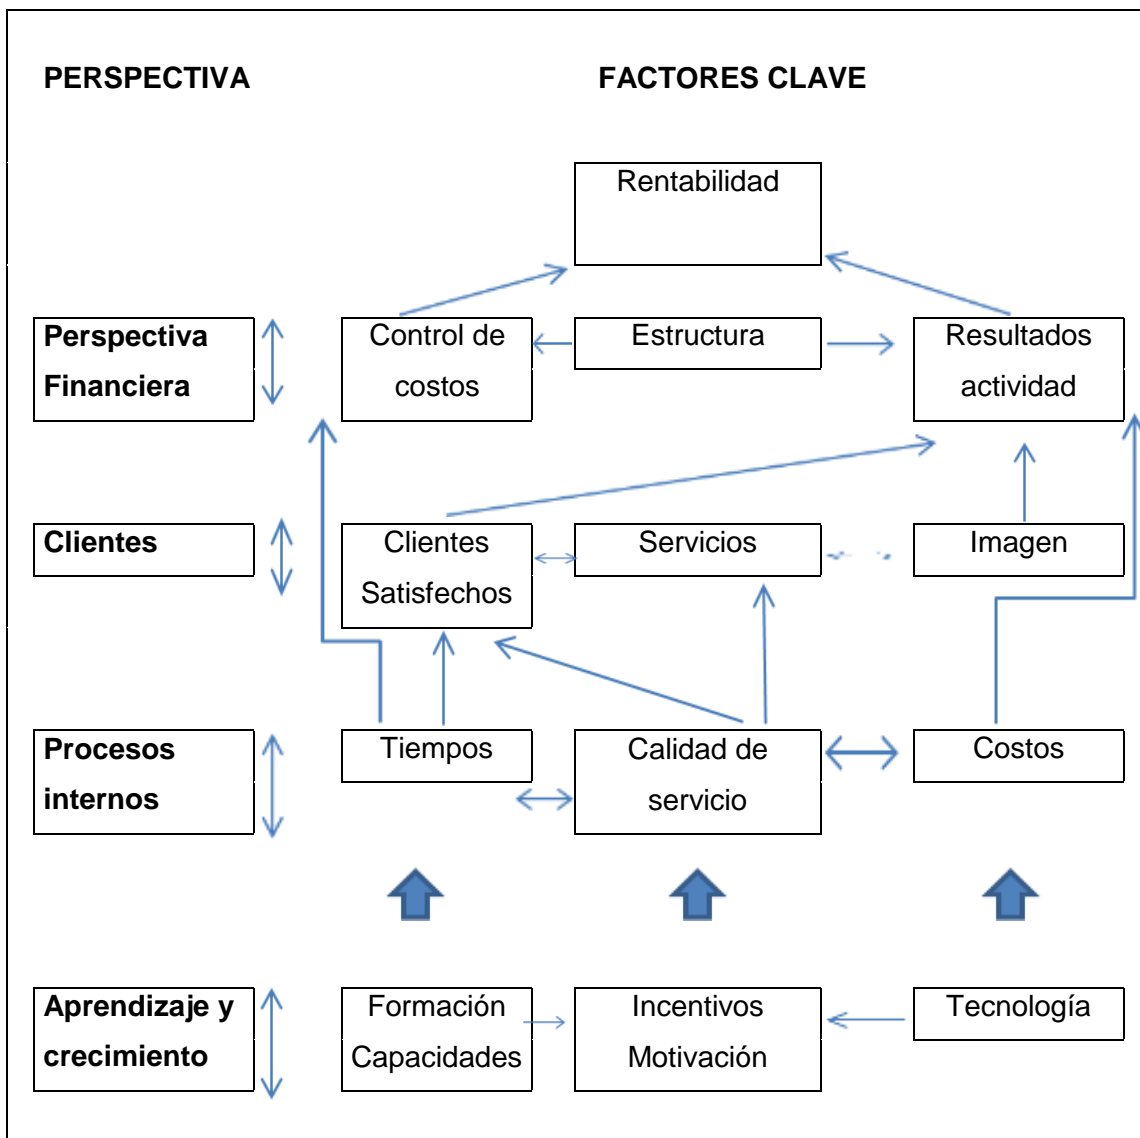 PERSPECTIVA
FACTORES CLAVE
Rentabilidad
Perspectiva
Financiera
Control de
costos
Estructura
Resultados
actividad
Clientes
Clientes
Satisfechos
Servicios
Imagen
Procesos
internos
Tiempos
Calidad de
servicio
Costos
Aprendizaje y
crecimiento
Formación
Capacidades
Incentivos
Motivación
Tecnología